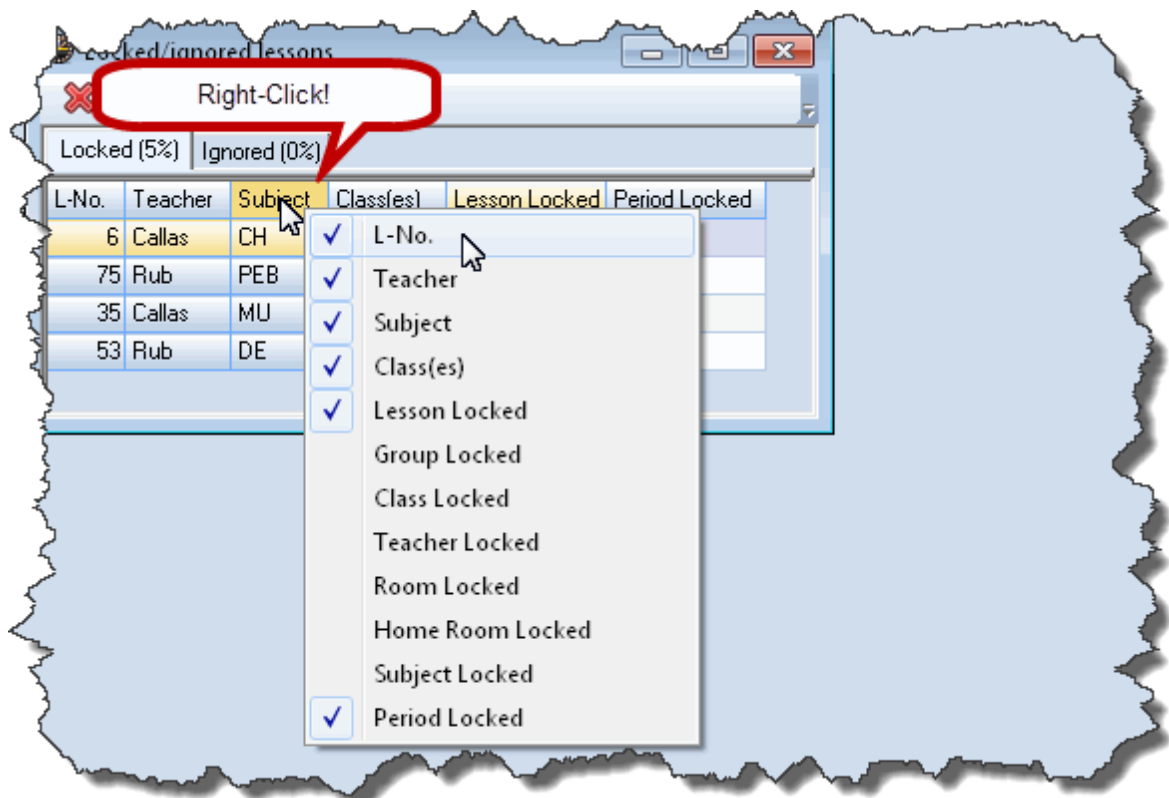 Locked/ignored lessons
Right-Click!
Locked (5%) Ignored (0%)
L-No. Teacher Subject Class(es) Lesson Locked Period Locked
6 Callas CH
75 Rub PEB
35 Callas MU
53 Rub DE
L-No.
Teacher
Subject
Class(es)
Lesson Locked
Group Locked
Class Locked
Teacher Locked
Room Locked
Home Room Locked
Subject Locked
Period Locked